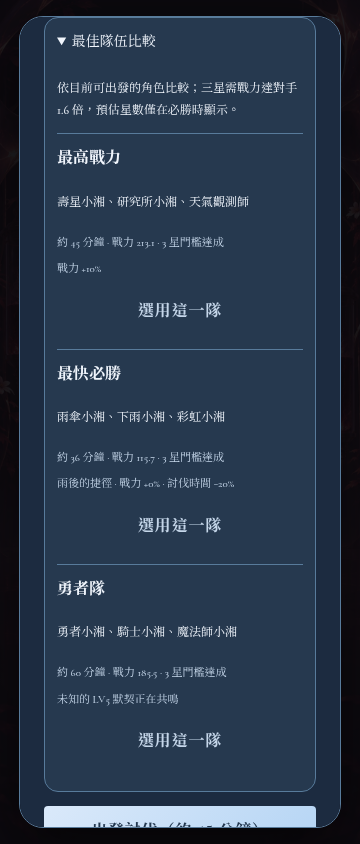 ▼ 最佳隊伍比較
依目前可出發的角色比較；三星需戰力達對手
1.6 倍，預估星數僅在必勝時顯示。
最高戰力
壽星小湘、研究所小湘、天氣觀測師
約 45 分鐘 · 戰力 213.1 · 3 星門檻達成
戰力 +10%
選用這一隊
最快必勝
雨傘小湘、下雨小湘、彩虹小湘
約 36 分鐘 · 戰力 115.7 · 3 星門檻達成
雨後的捷徑 · 戰力 +0% · 討伐時間 −20%
選用這一隊
勇者隊
勇者小湘、騎士小湘、魔法師小湘
約 60 分鐘 · 戰力 185.5 · 3 星門檻達成
未知的 LV5 默契正在共鳴
選用這一隊